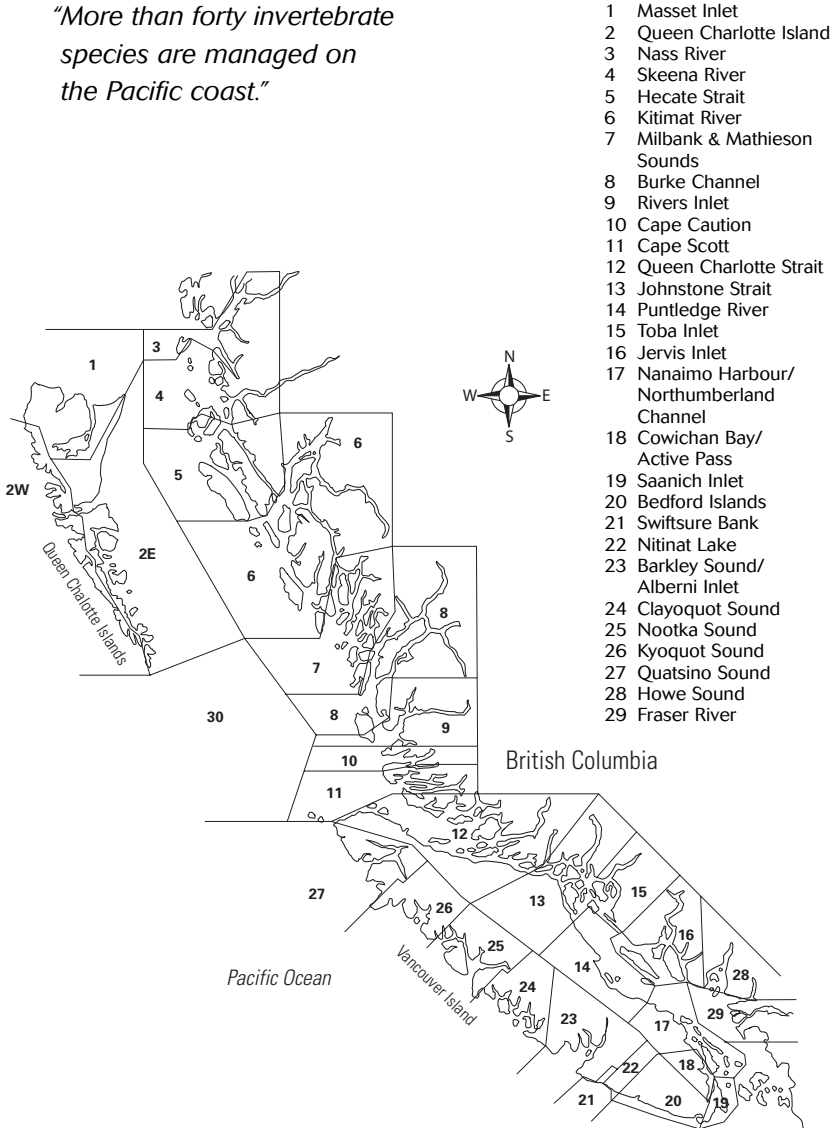 “More than forty invertebrate
species are managed on
the Pacific coast.”
1 Masset Inlet
2 Queen Charlotte Island
3 Nass River
4 Skeena River
5 Hecate Strait
6 Kitimat River
7 Milbank & Mathieson
Sounds
8 Burke Channel
9 Rivers Inlet
10 Cape Caution
11 Cape Scott
12 Queen Charlotte Strait
13 Johnstone Strait
14 Puntledge River
15 Toba Inlet
16 Jervis Inlet
17 Nanaimo Harbour/
Northumberland
Channel
18 Cowichan Bay/
Active Pass
19 Saanich Inlet
20 Bedford Islands
21 Swiftsure Bank
22 Nitinat Lake
23 Barkley Sound/
Alberni Inlet
24 Clayoquot Sound
25 Nootka Sound
26 Kyoquot Sound
27 Quatsino Sound
28 Howe Sound
29 Fraser River
N
W E
S
1
3
4
2W
5
6
2E
Queen Chalotte Islands
6
8
7
30
8
9
10
British Columbia
11
12
27
26
13
15
25
16
Pacific Ocean
Vancouver Island
24
14
28
23
29
17
22
18
21
20
19